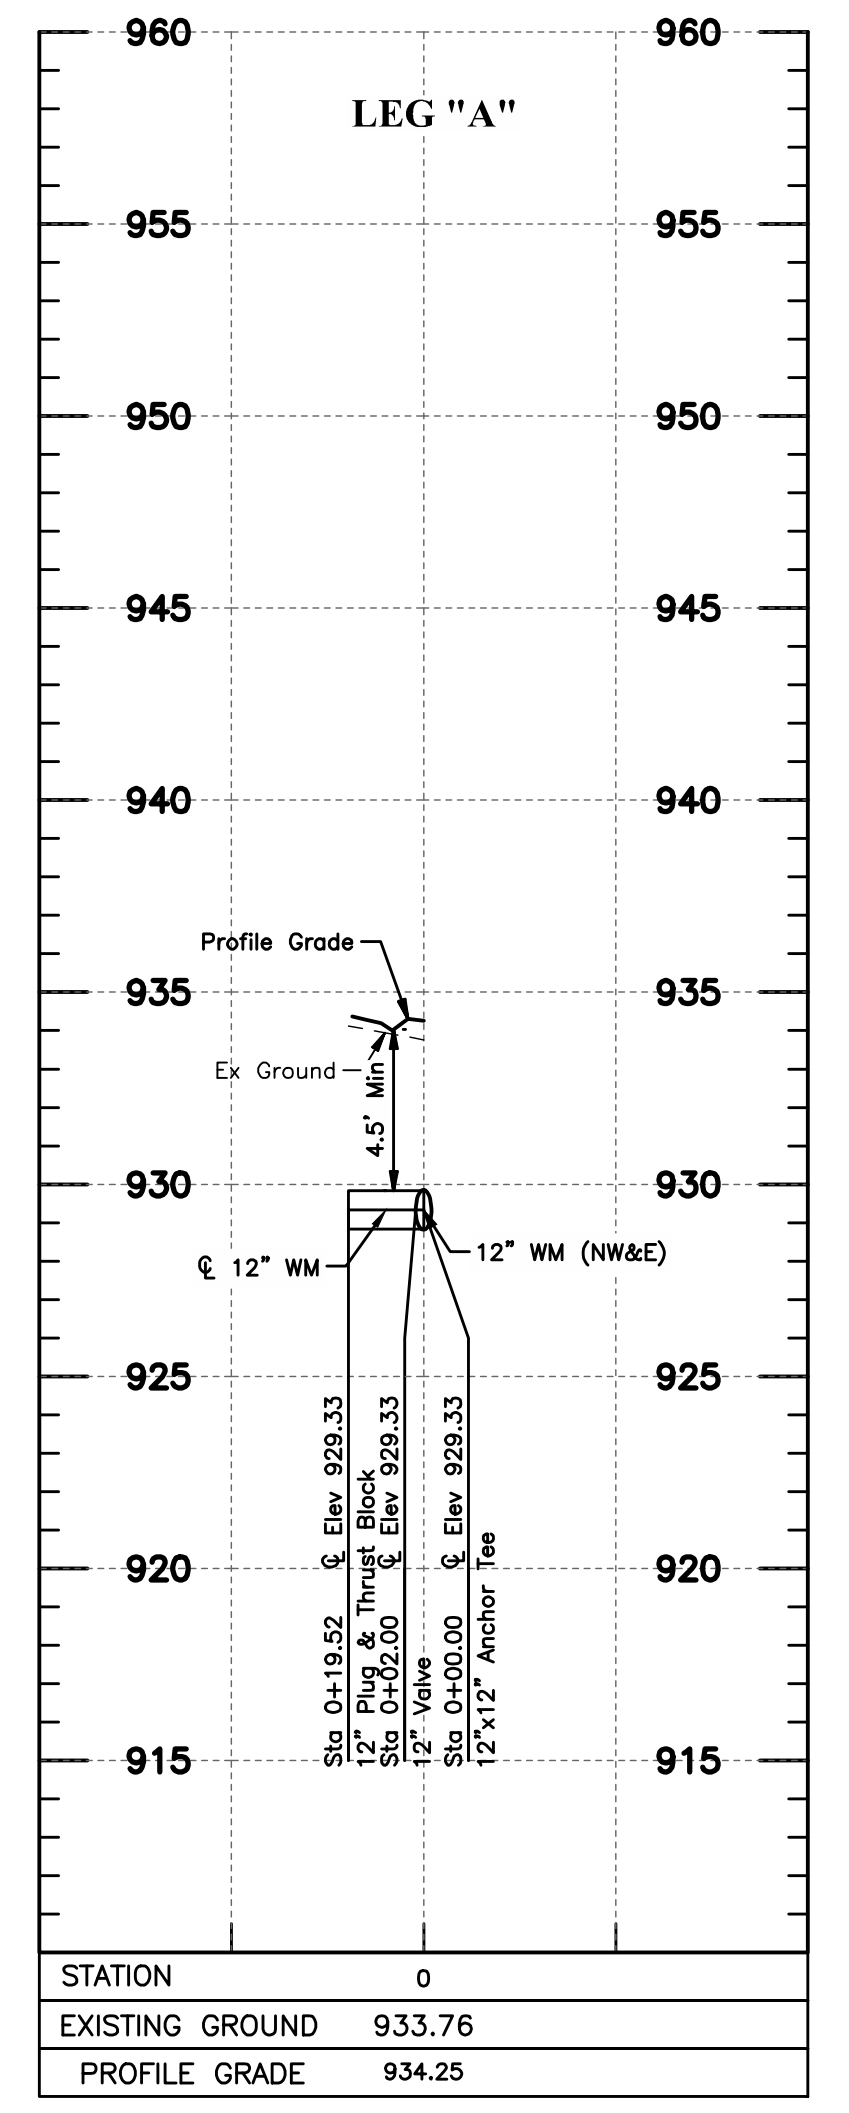 960 960
LEG "A"
955 955
950 950
945 945
940 940
Profile Grade
935 935
Ex Ground
4.5' Min
930 930
℄ 12" WM
12" WM (NW&E)
925 925
Sta 0+19.52 ℄ Elev 929.33
12" Plug & Thrust Block
Sta 0+02.00 ℄ Elev 929.33
12" Valve
Sta 0+00.00 ℄ Elev 929.33
12"x12" Anchor Tee
920 920
915 915
STATION 0
EXISTING GROUND 933.76
PROFILE GRADE 934.25